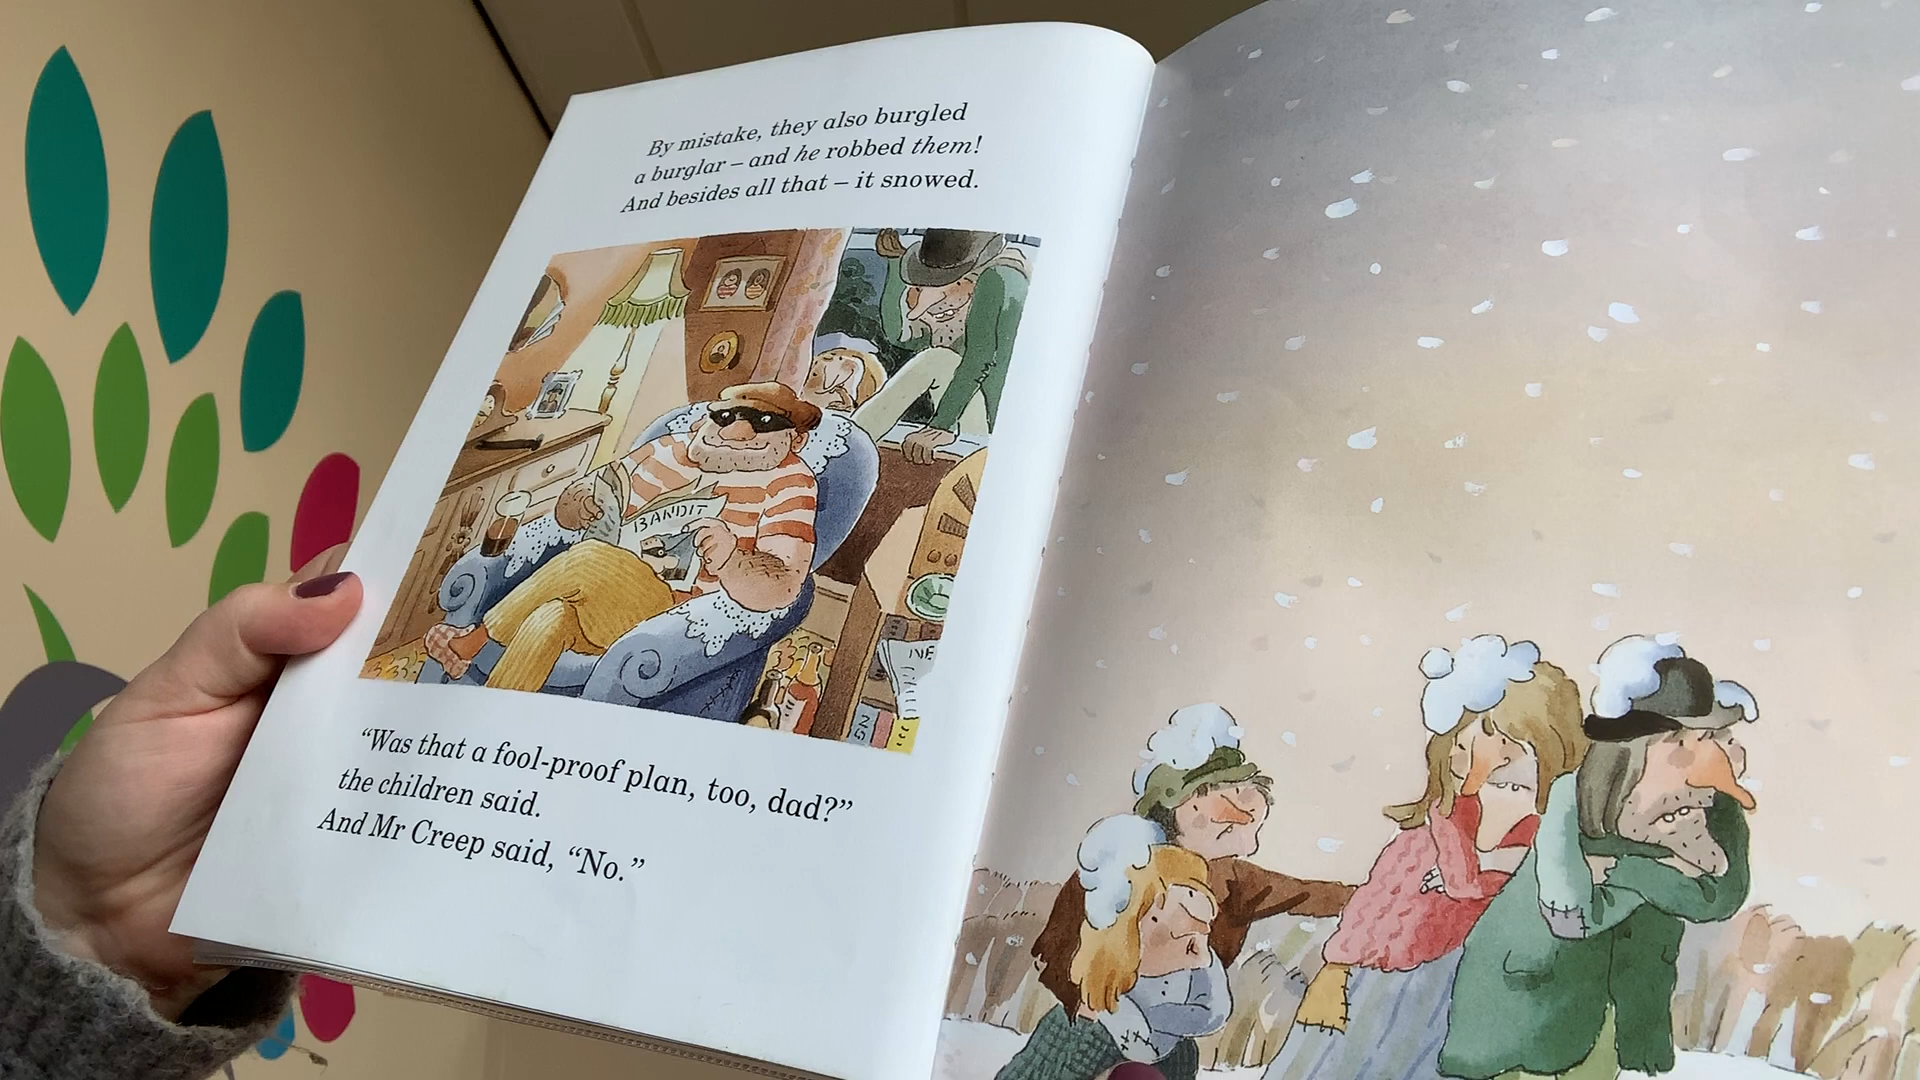 By mistake, they also burgled
a burglar – and he robbed them!
And besides all that – it snowed.
BANDIT
“Was that a fool-proof plan, too, dad?”
the children said.
And Mr Creep said, “No.”